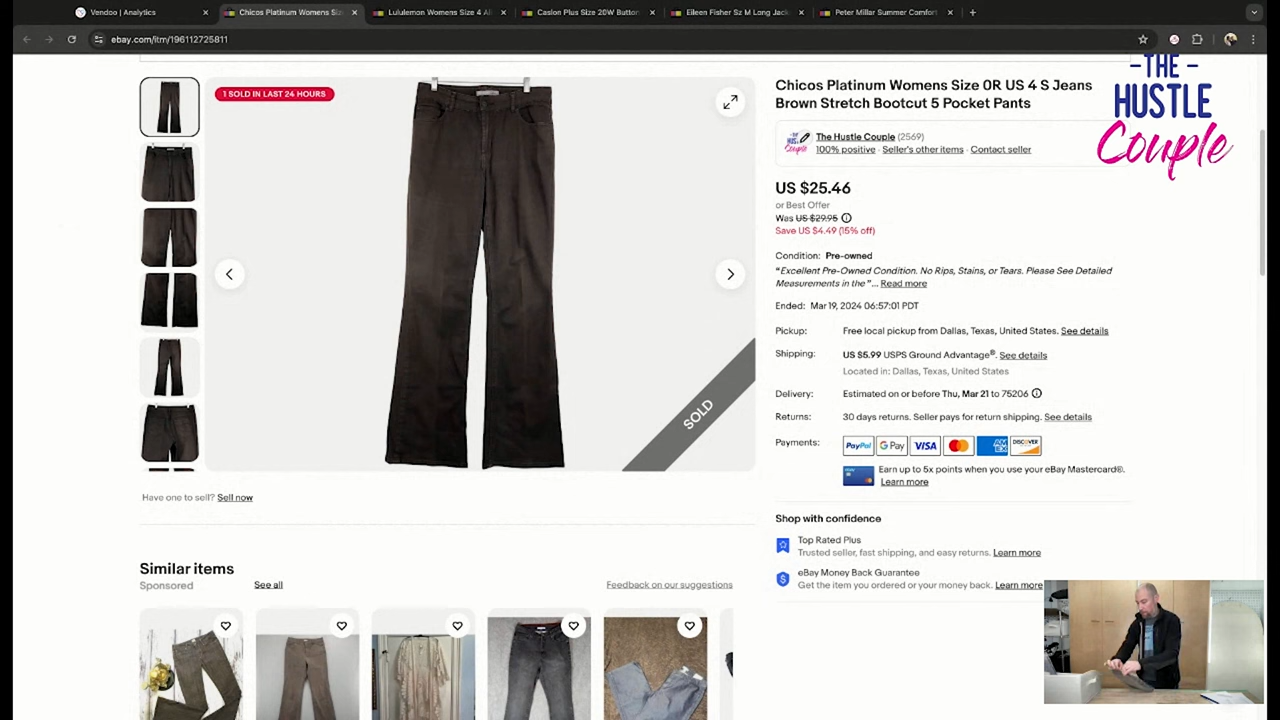 Vendoo | Analytics
Chicos Platinum Womens Siz
Lululemon Womens Size 4 Al
Caslon Plus Size 20W Button
Eileen Fisher Sz M Long Jack
Peter Millar Summer Comfort
ebay.com/itm/196112725811
- THE -
HUSTLE
Couple
1 SOLD IN LAST 24 HOURS
SOLD
Chicos Platinum Womens Size 0R US 4 S Jeans
Brown Stretch Bootcut 5 Pocket Pants
THE
HUSTLE
Couple
The Hustle Couple (2569)
100% positive · Seller's other items · Contact seller
US $25.46
or Best Offer
Was US $29.95
Save US $4.49 (15% off)
Condition: Pre-owned
“Excellent Pre-Owned Condition. No Rips, Stains, or Tears. Please See Detailed
Measurements in the ”... Read more
Ended: Mar 19, 2024 06:57:01 PDT
Pickup: Free local pickup from Dallas, Texas, United States. See details
Shipping: US $5.99 USPS Ground Advantage®. See details
Located in: Dallas, Texas, United States
Delivery: Estimated on or before Thu, Mar 21 to 75206
Returns: 30 days returns. Seller pays for return shipping. See details
Payments: PayPal G Pay VISA AM EX DISCOVER
Earn up to 5x points when you use your eBay Mastercard®.
Learn more
Shop with confidence
Top Rated Plus
Trusted seller, fast shipping, and easy returns. Learn more
eBay Money Back Guarantee
Get the item you ordered or your money back. Learn more
Have one to sell? Sell now
Similar items
Sponsored See all Feedback on our suggestions